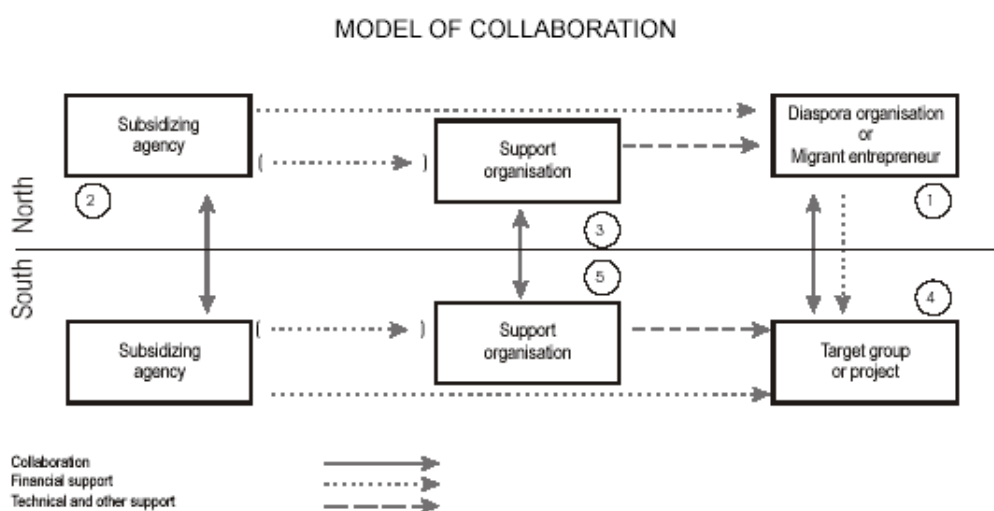 MODEL OF COLLABORATION
Subsidizing
agency
Support
organisation
Diaspora organisation
or
Migrant entrepreneur
2
3
1
North
South
5
4
Subsidizing
agency
Support
organisation
Target group
or project
Collaboration
Financial support
Technical and other support